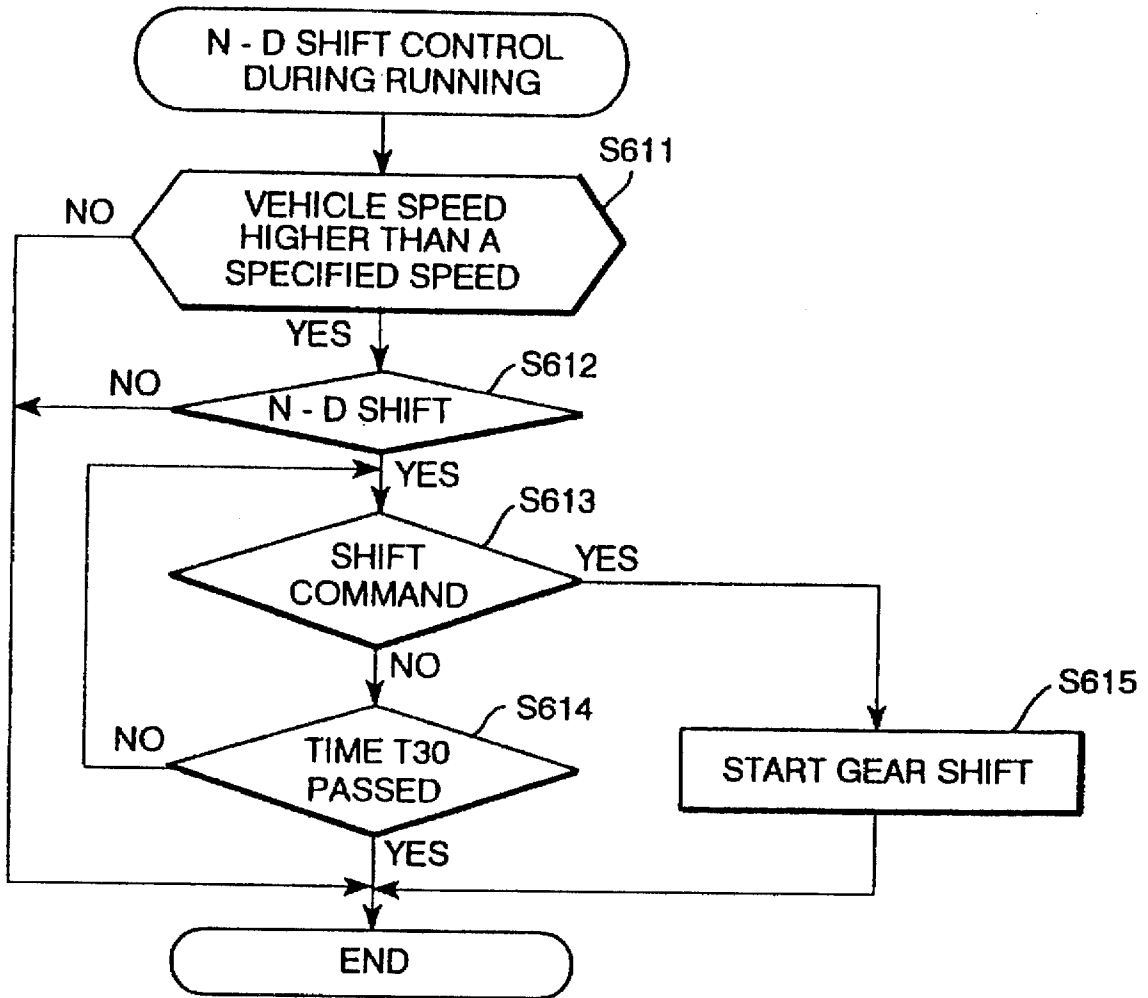 N - D SHIFT CONTROL
DURING RUNNING
S611
NO
VEHICLE SPEED
HIGHER THAN A
SPECIFIED SPEED
YES
S612
NO
N - D SHIFT
YES
S613
SHIFT
COMMAND
YES
NO
S614
S615
NO
TIME T30
PASSED
START GEAR SHIFT
YES
END